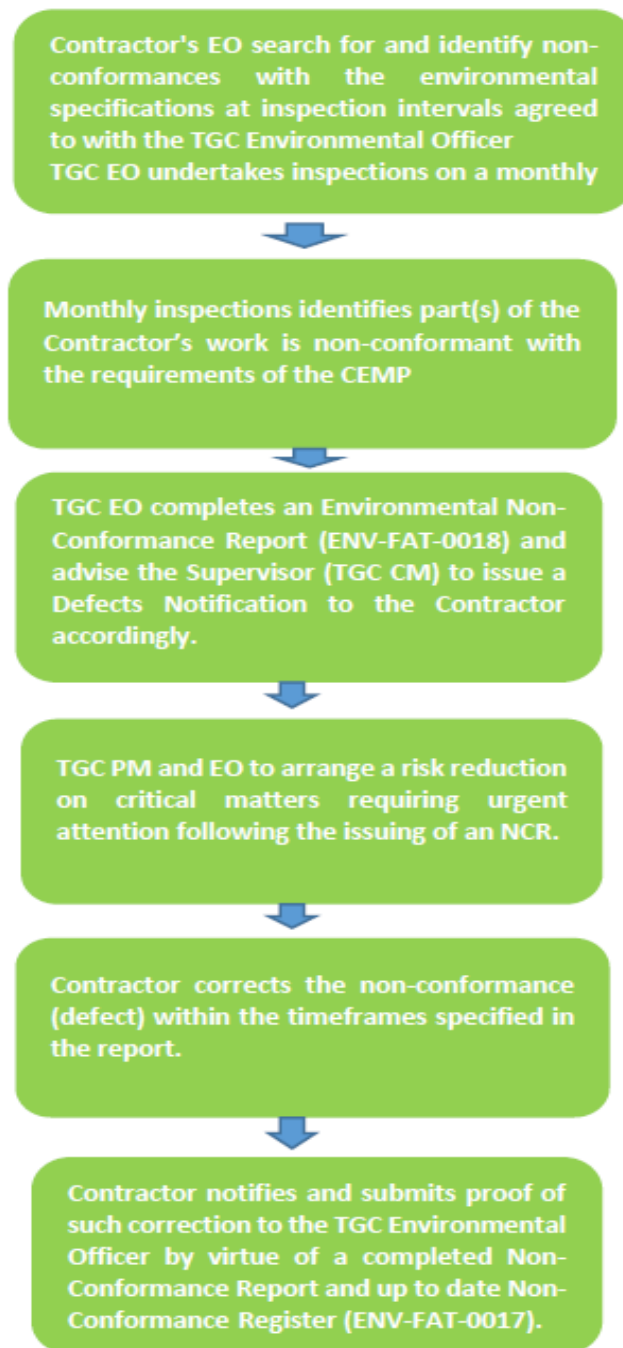 Contractor's EO search for and identify non-
conformances with the environmental
specifications at inspection intervals agreed
to with the TGC Environmental Officer
TGC EO undertakes inspections on a monthly
Monthly inspections identifies part(s) of the
Contractor's work is non-conformant with
the requirements of the CEMP
TGC EO completes an Environmental Non-
Conformance Report (ENV-FAT-0018) and
advise the Supervisor (TGC CM) to issue a
Defects Notification to the Contractor
accordingly.
TGC PM and EO to arrange a risk reduction
on critical matters requiring urgent
attention following the issuing of an NCR.
Contractor corrects the non-conformance
(defect) within the timeframes specified in
the report.
Contractor notifies and submits proof of
such correction to the TGC Environmental
Officer by virtue of a completed Non-
Conformance Report and up to date Non-
Conformance Register (ENV-FAT-0017).